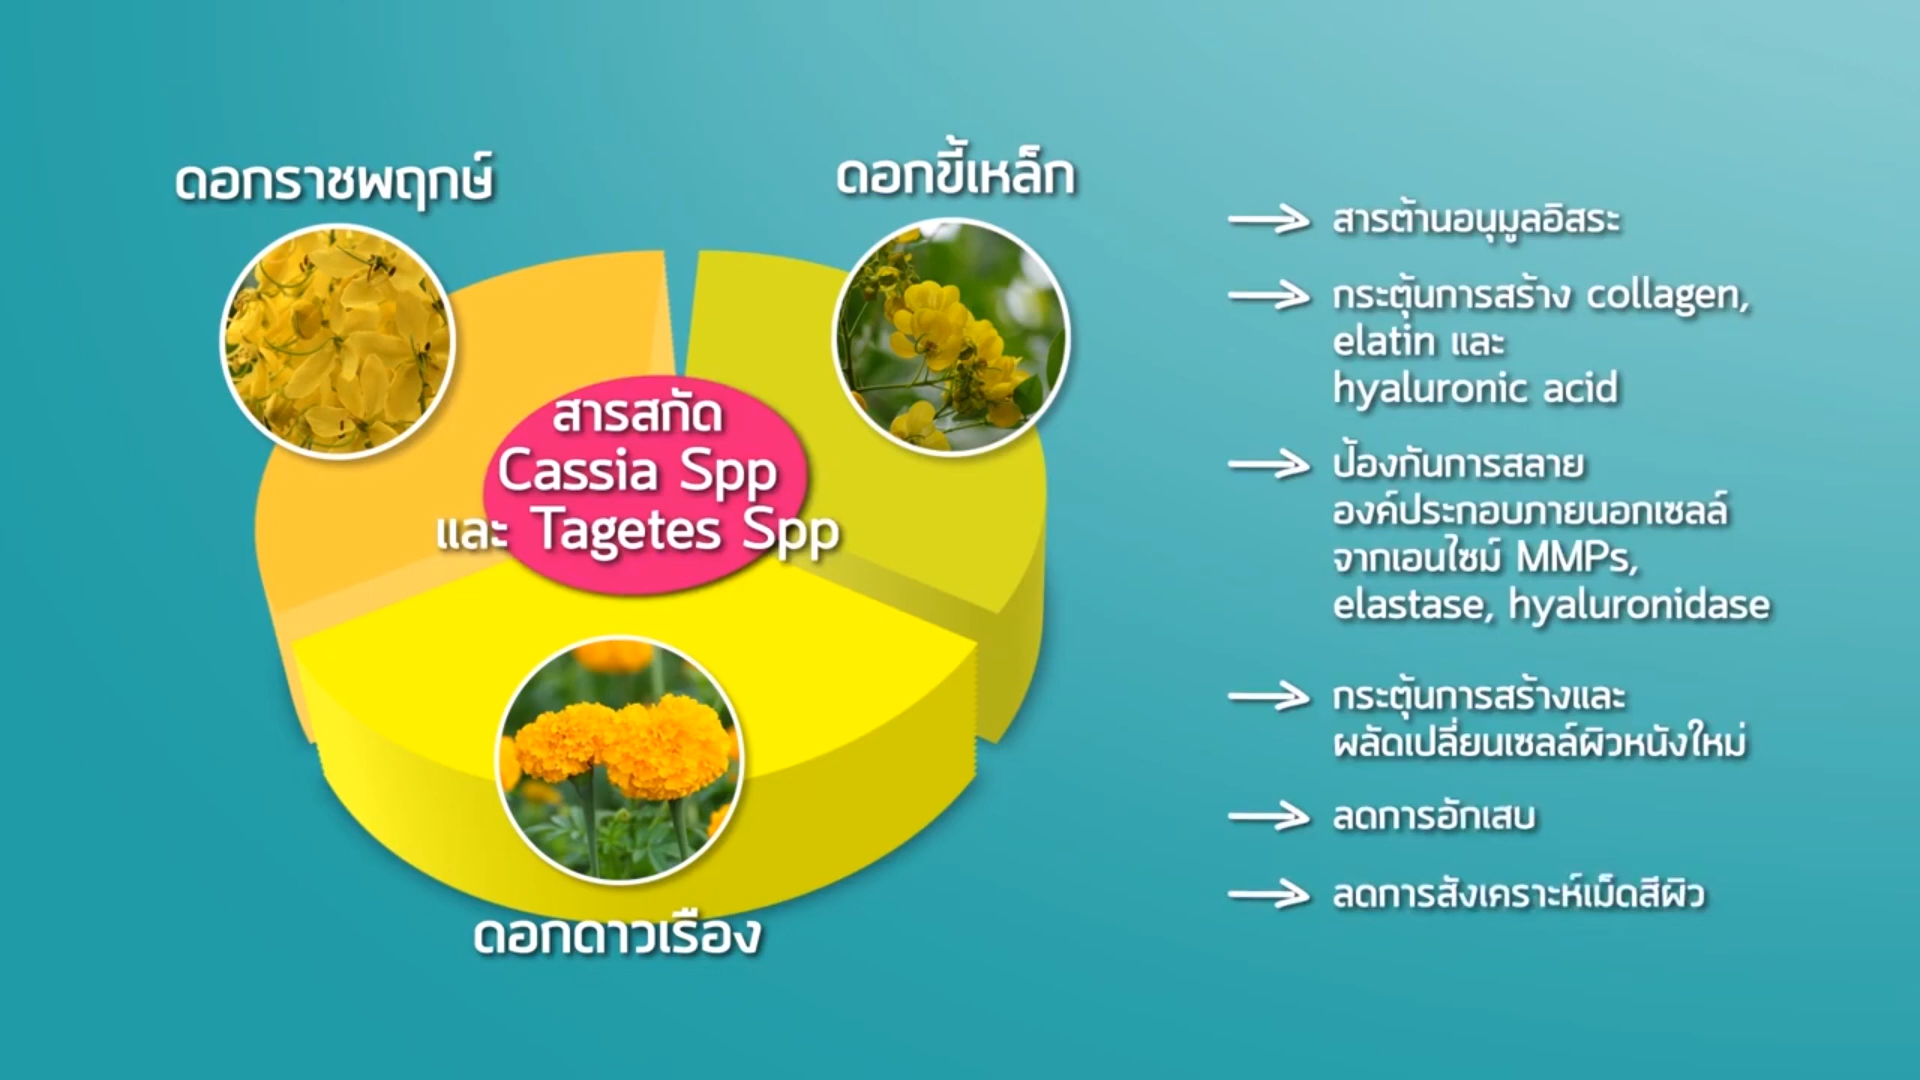 ดอกราชพฤกษ์
ดอกขี้เหล็ก
สารสกัด
Cassia Spp
และ Tagetes Spp
ดอกดาวเรือง
สารต้านอนุมูลอิสระ
กระตุ้นการสร้าง collagen,
elatin และ
hyaluronic acid
ป้องกันการสลาย
องค์ประกอบภายนอกเซลล์
จากเอนไซม์ MMPs,
elastase, hyaluronidase
กระตุ้นการสร้างและ
ผลัดเปลี่ยนเซลล์ผิวหนังใหม่
ลดการอักเสบ
ลดการสังเคราะห์เม็ดสีผิว